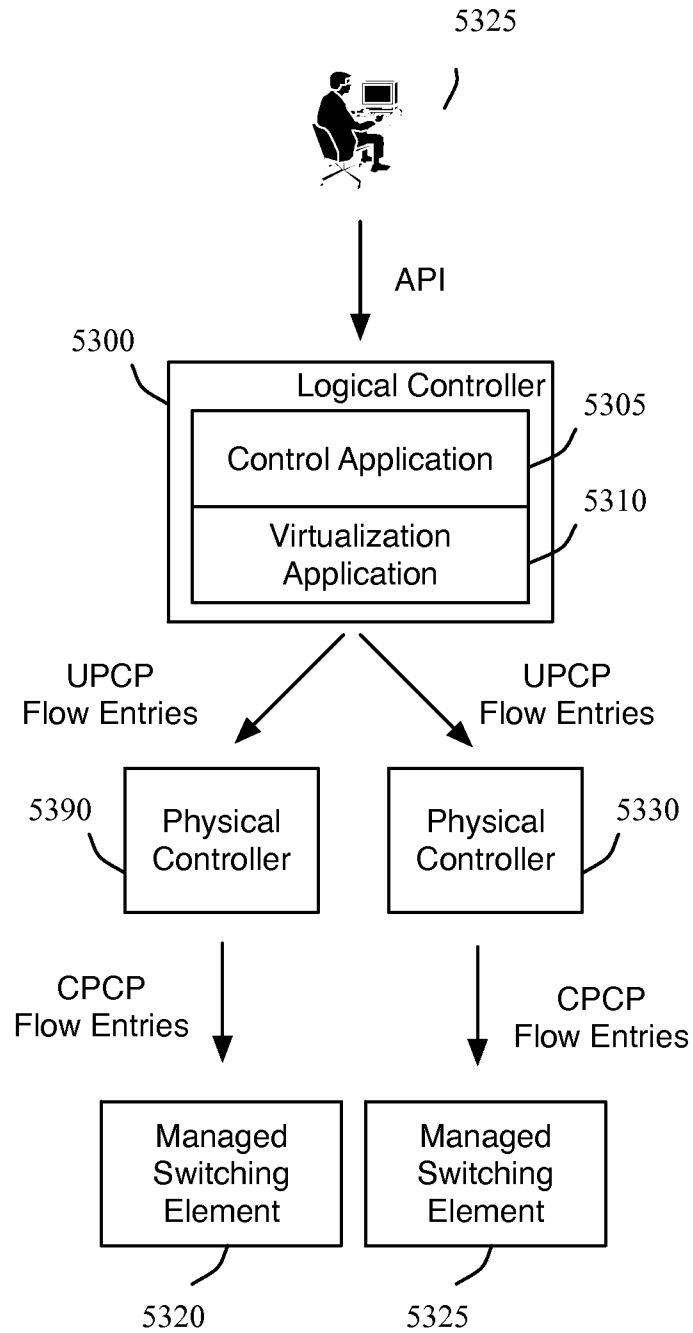 5325
API
5300
Logical Controller
5305
Control Application
5310
Virtualization
Application
UPCP
Flow Entries
UPCP
Flow Entries
5390
Physical
Controller
Physical
Controller
5330
CPCP
Flow Entries
CPCP
Flow Entries
Managed
Switching
Element
Managed
Switching
Element
5320
5325